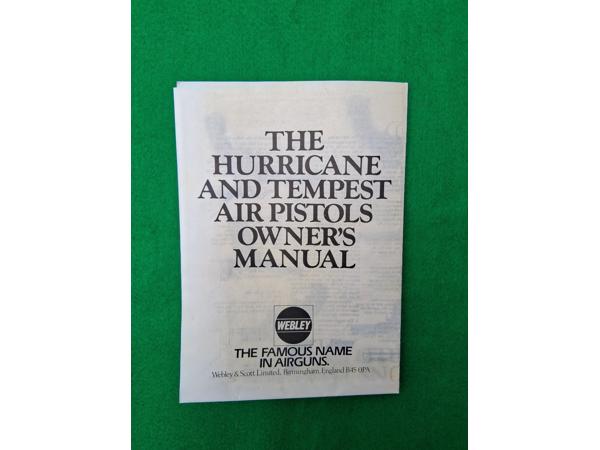 THE
HURRICANE
AND TEMPEST
AIR PISTOLS
OWNER'S
MANUAL
WEBLEY
THE FAMOUS NAME
IN AIRGUNS.
Webley & Scott Limited, Birmingham, England B45 0PA